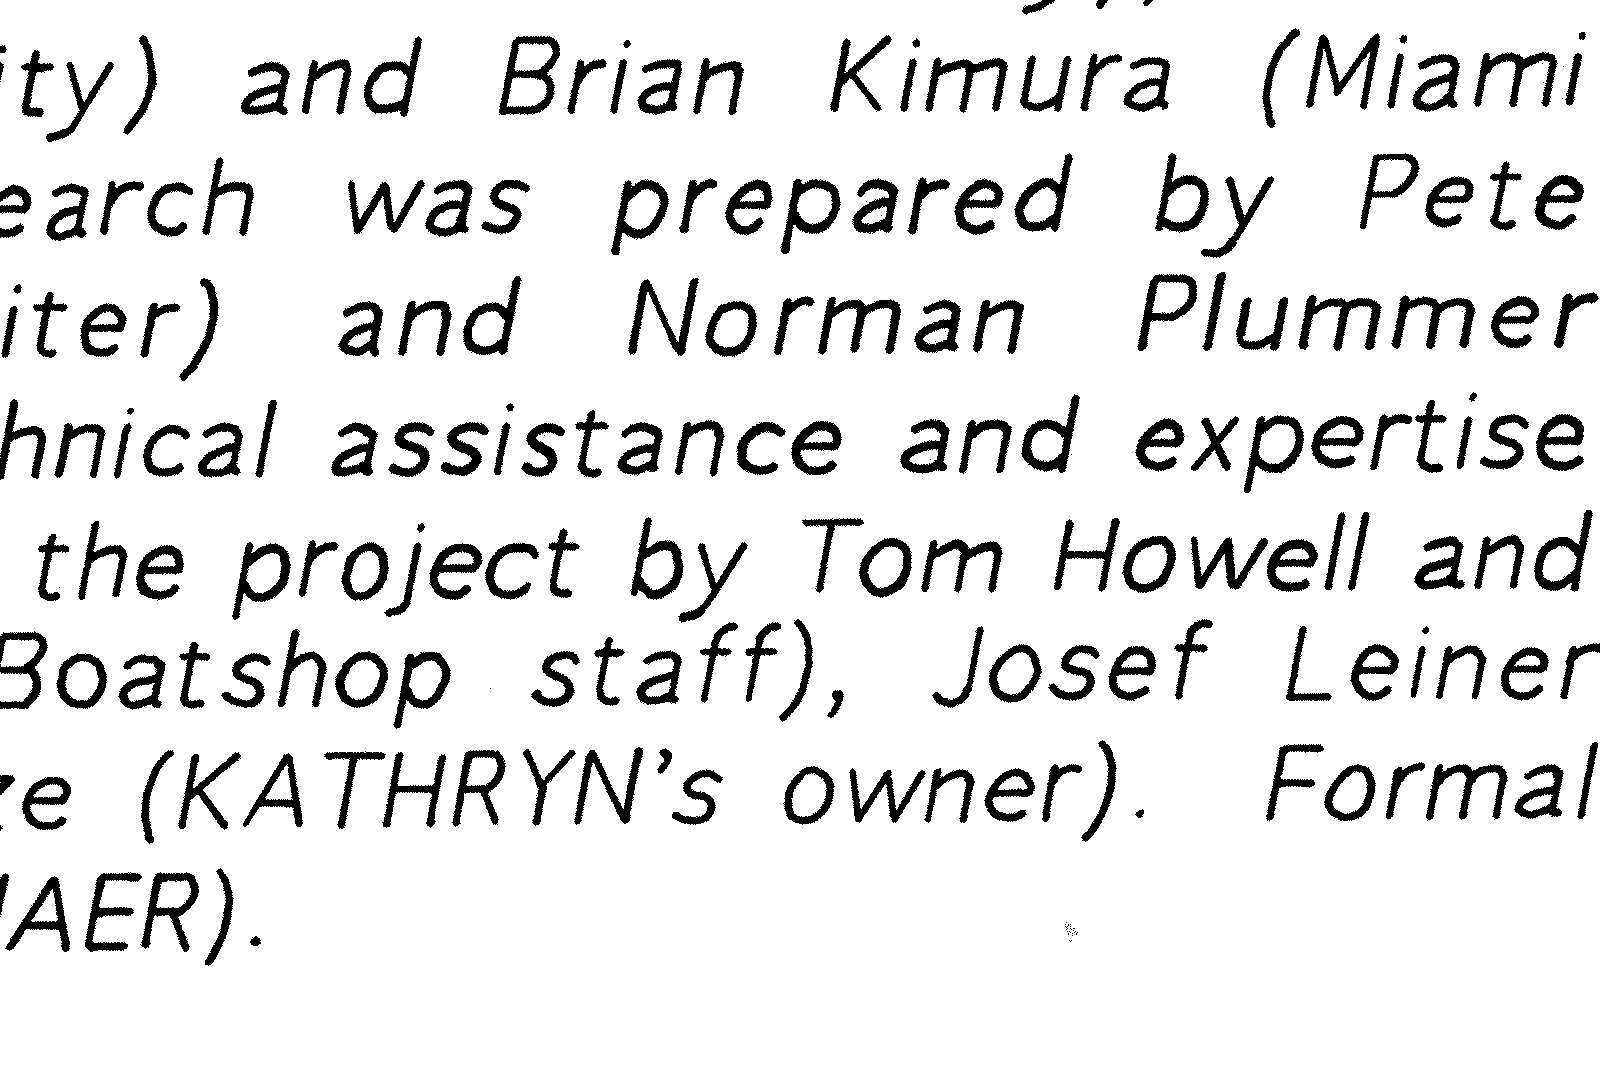 ity) and Brian Kimura (Miami
earch was prepared by Pete
iter) and Norman Plummer
hnical assistance and expertise
the project by Tom Howell and
Boatshop staff), Josef Leiner
ze (KATHRYN's owner). Formal
AER).